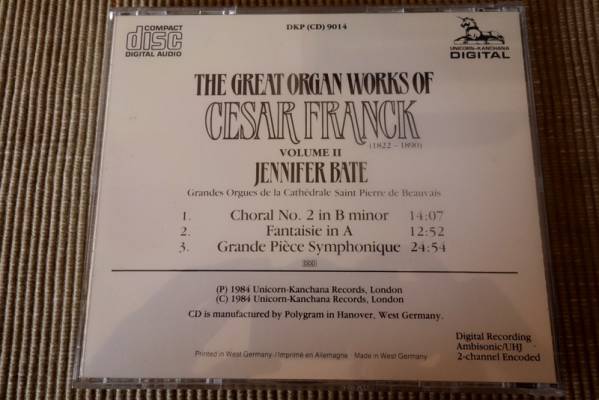 COMPACT
disc
DIGITAL AUDIO
DKP (CD) 9014
UNICORN-KANCHANA
DIGITAL
THE GREAT ORGAN WORKS OF
CESAR FRANCK
(1822 – 1890)
VOLUME II
JENNIFER BATE
Grandes Orgues de la Cathédrale Saint Pierre de Beauvais
1. Choral No. 2 in B minor 14:07
2. Fantaisie in A 12:52
3. Grande Pièce Symphonique 24:54
DDD
(P) 1984 Unicorn-Kanchana Records, London
(C) 1984 Unicorn-Kanchana Records, London
CD is manufactured by Polygram in Hanover, West Germany.
Printed in West Germany / Imprimé en Allemagne Made in West Germany
Digital Recording
Ambisonic/UHJ
2-channel Encoded